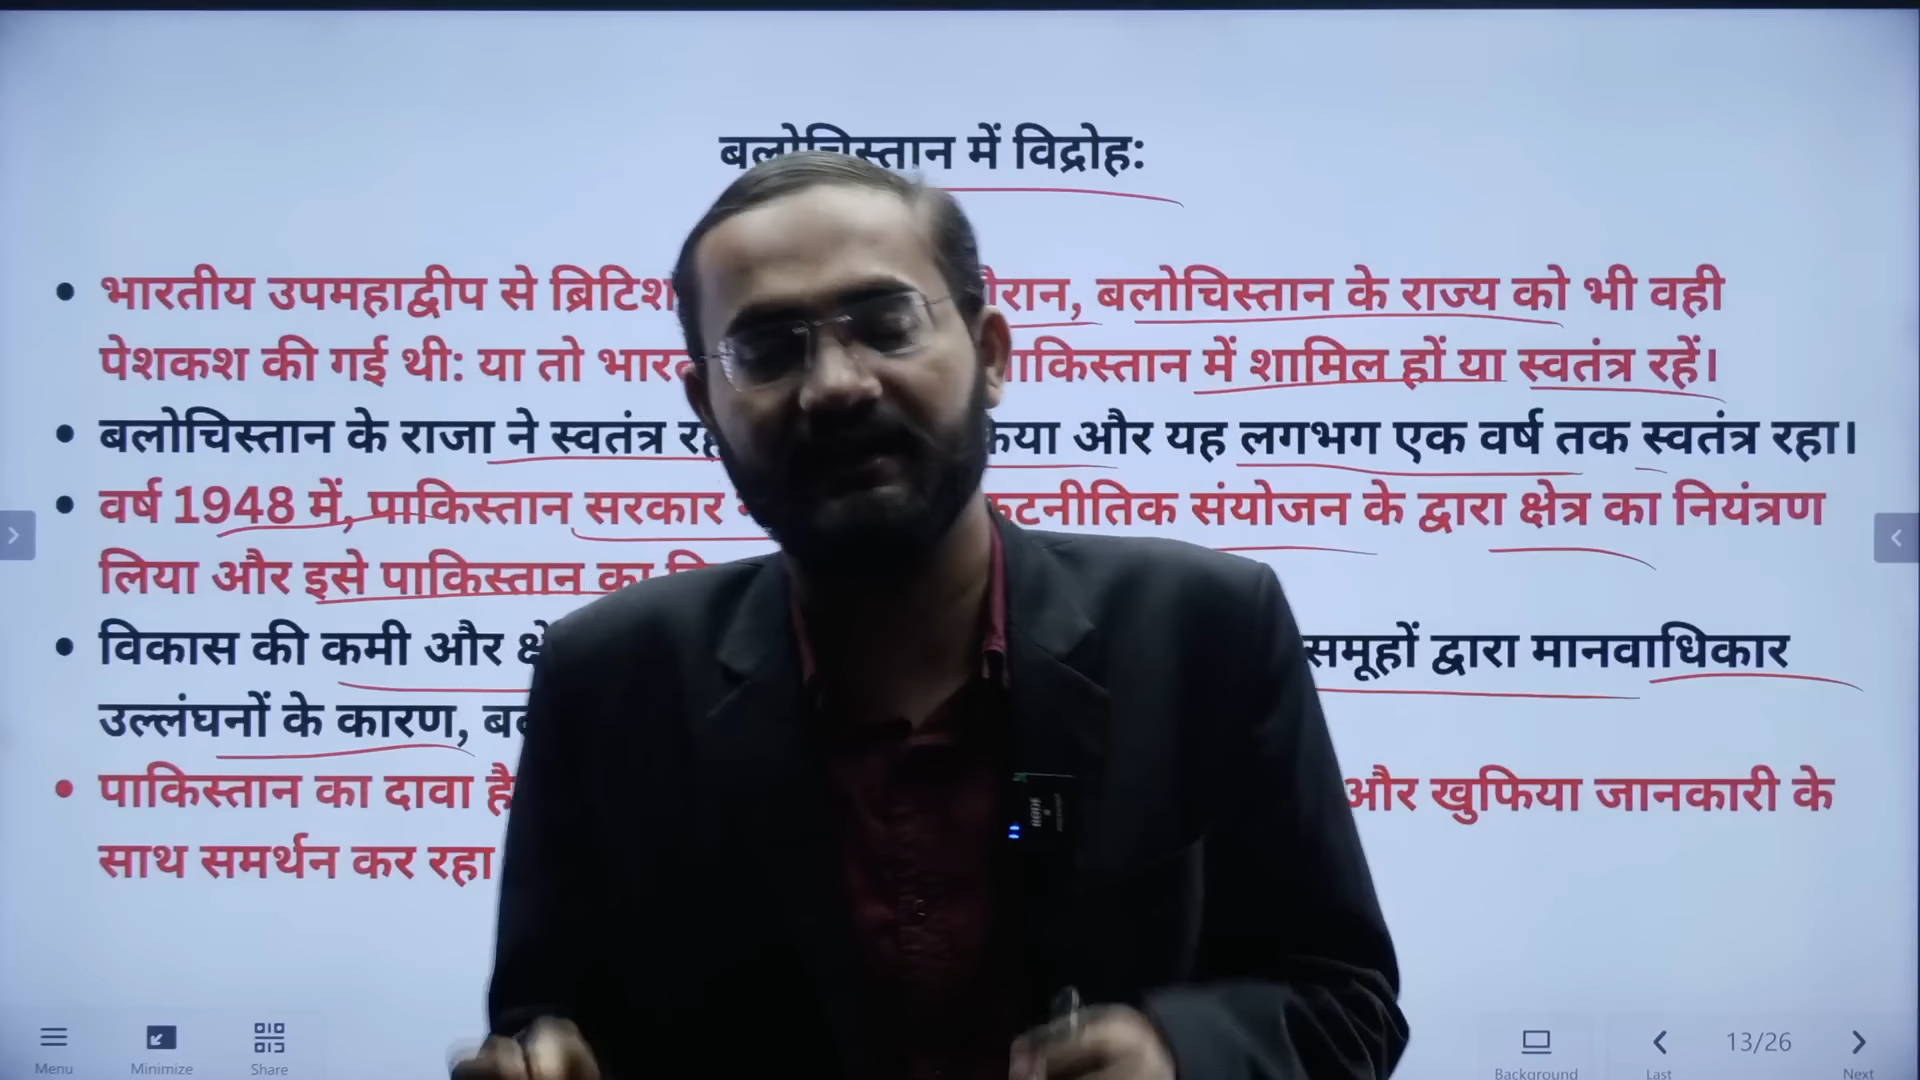 बलोचिस्तान में विद्रोह:
• भारतीय उपमहाद्वीप से ब्रिटिश बलोचिस्तान के राज्य को भी वही
पेशकश की गई थी: या तो में शामिल हों या स्वतंत्र रहें।
• बलोचिस्तान के राजा ने स्वतंत्र और यह लगभग एक वर्ष तक स्वतंत्र रहा।
• वर्ष 1948 में, पाकिस्तान सरकार संयोजन के द्वारा क्षेत्र का नियंत्रण
लिया और इसे पाकिस्तान का
• विकास की कमी और समूहों द्वारा मानवाधिकार
उल्लंघनों के कारण,
• पाकिस्तान का दावा है और खुफिया जानकारी के
साथ समर्थन कर रहा
RODE
Menu Minimize Share Background Last 13/26 Next